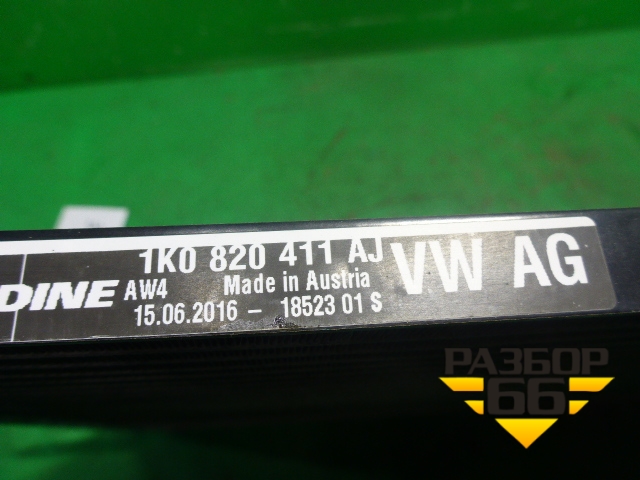 1K0 820 411 AJ
VW AG
DINE AW4 Made in Austria
15.06.2016 – 18523 01 S
РАЗБОР
66